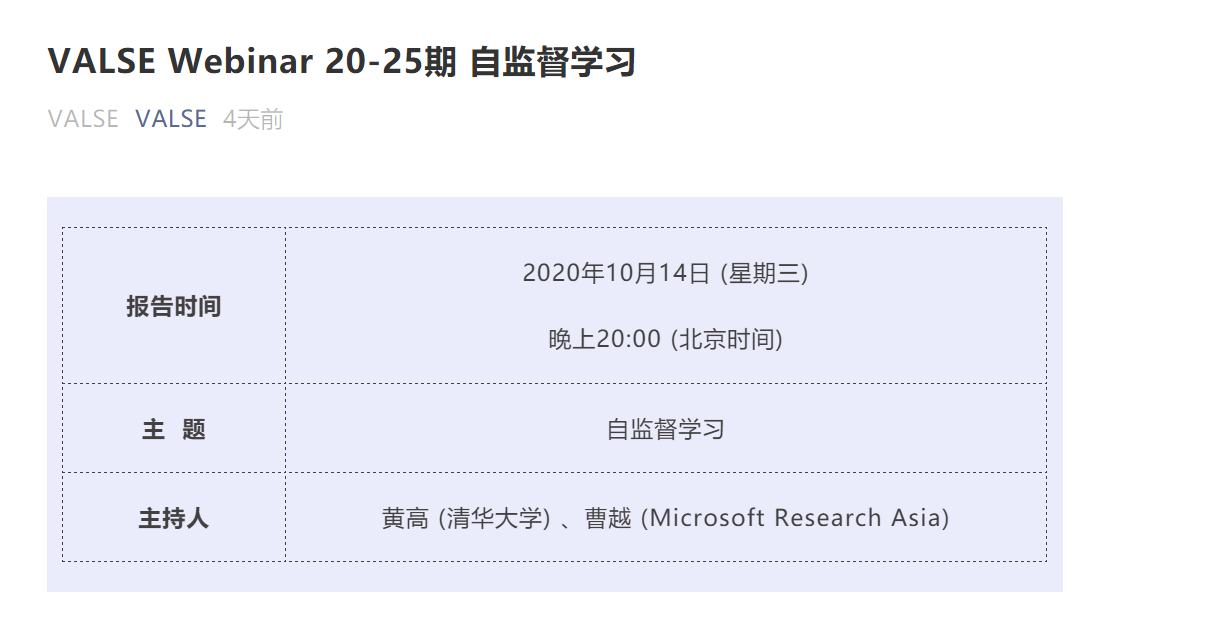 VALSE Webinar 20-25期 自监督学习
VALSE VALSE 4天前
报告时间
2020年10月14日 (星期三)
晚上20:00 (北京时间)
主 题
自监督学习
主持人
黄高 (清华大学) 、曹越 (Microsoft Research Asia)